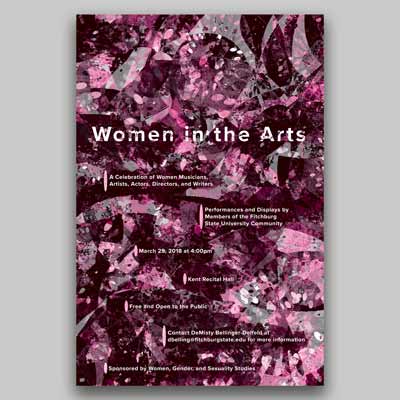 Women in the Arts
A Celebration of Women Musicians,
Artists, Actors, Directors, and Writers
Performances and Displays by
Members of the Fitchburg
State University Community
March 29, 2018 at 4:00pm
Kent Recital Hall
Free and Open to the Public
Contact DeMisty Bellinger-Delfeld at
dbelling@fitchburgstate.edu for more information
Sponsored by Women, Gender, and Sexuality Studies